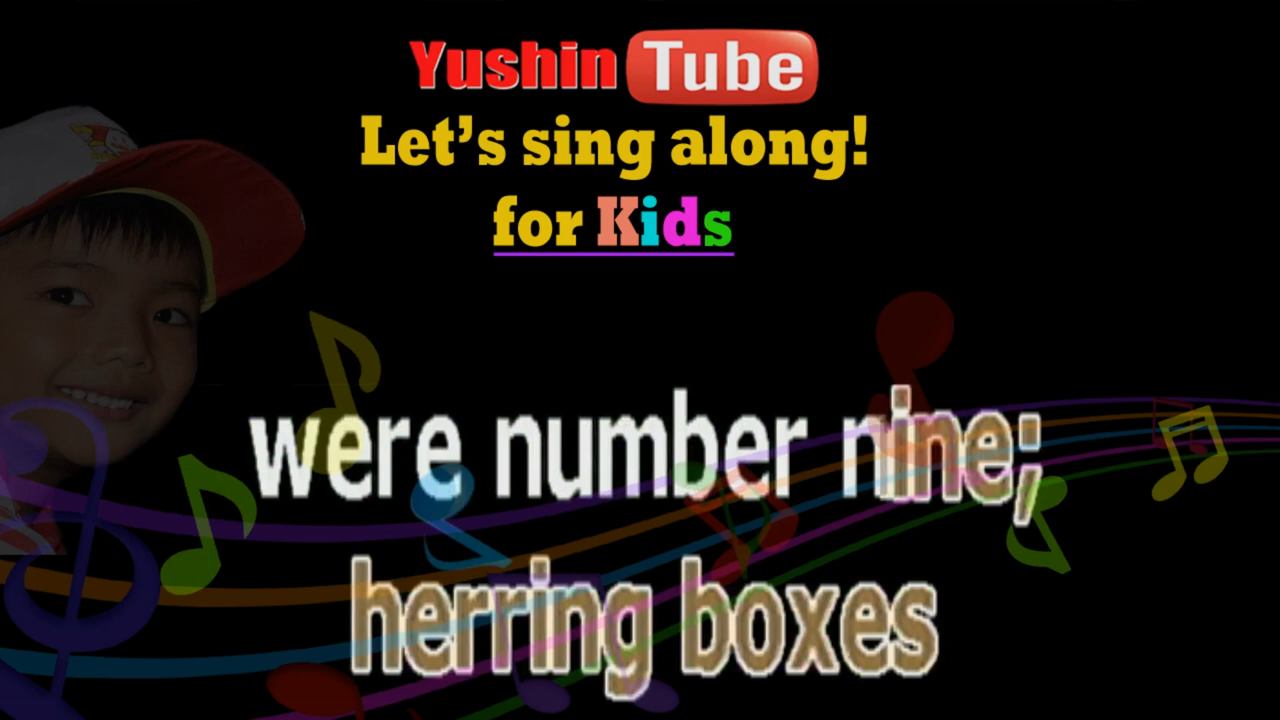 Yushin Tube
Let's sing along!
for Kids
were number nine;
herring boxes